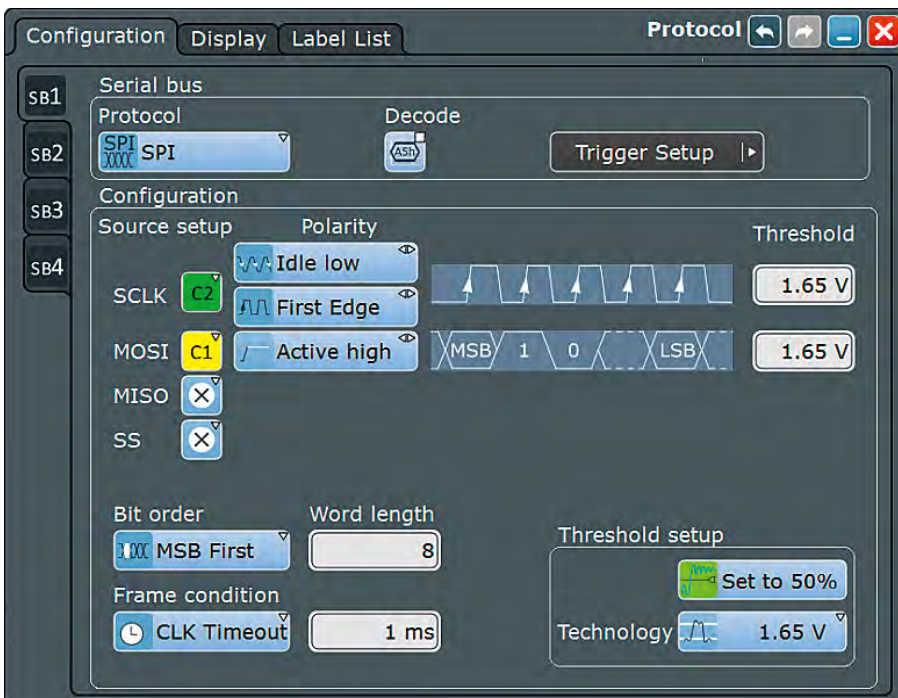 Configuration Display Label List Protocol
SB1
SB2
SB3
SB4
Serial bus
Protocol Decode
SPI SPI A5h Trigger Setup
Configuration
Source setup Polarity Threshold
Idle low
SCLK C2 First Edge 1.65 V
MOSI C1 Active high MSB 1 0 LSB 1.65 V
MISO
SS
Bit order Word length
MSB First 8
Frame condition
CLK Timeout 1 ms
Threshold setup
Set to 50%
Technology 1.65 V